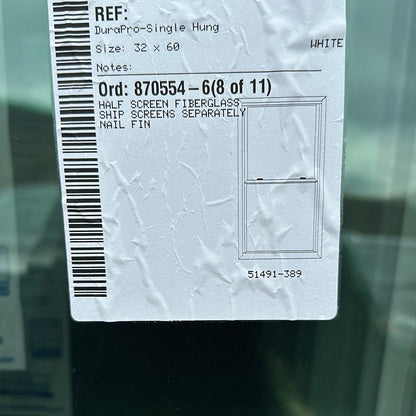 REF:
DuraPro-Single Hung
Size: 32 x 60
WHITE
Notes:
Ord: 870554-6(8 of 11)
HALF SCREEN FIBERGLASS
SHIP SCREENS SEPARATELY
NAIL FIN
51491-389